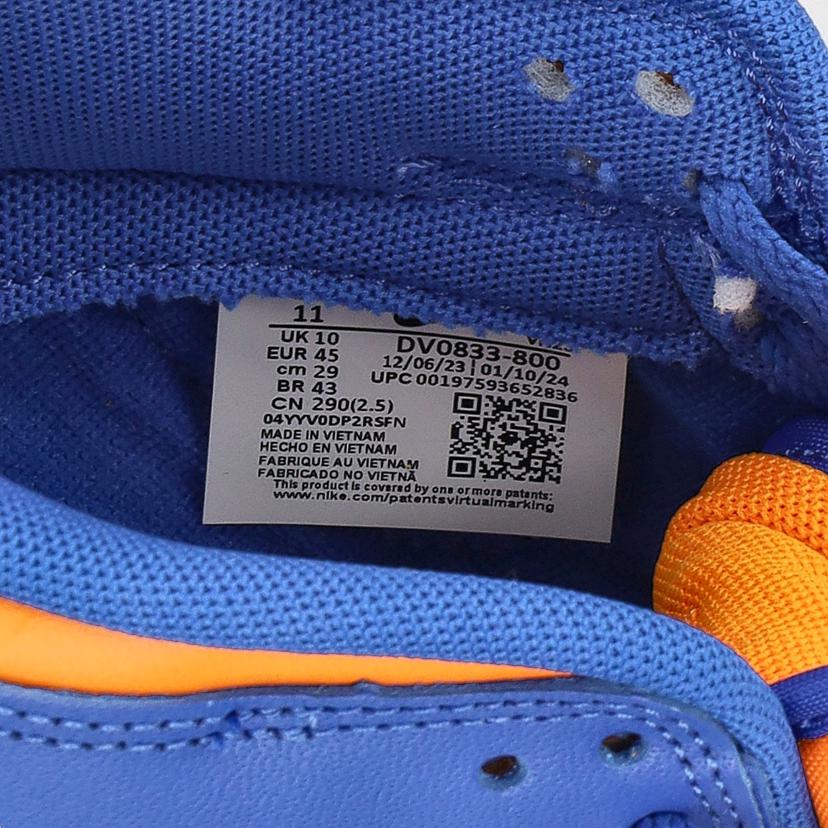 11
UK 10
EUR 45
cm 29
BR 43
CN 290(2.5)
04YYV0DP2RSFN
MADE IN VIETNAM
HECHO EN VIETNAM
FABRIQUE AU VIETNAM
FABRICADO NO VIETNÃ
DV0833-800
12/06/23 | 01/10/24
UPC 00197593652836
This product is covered by one or more patents:
www.nike.com/patentsvirtualmarking